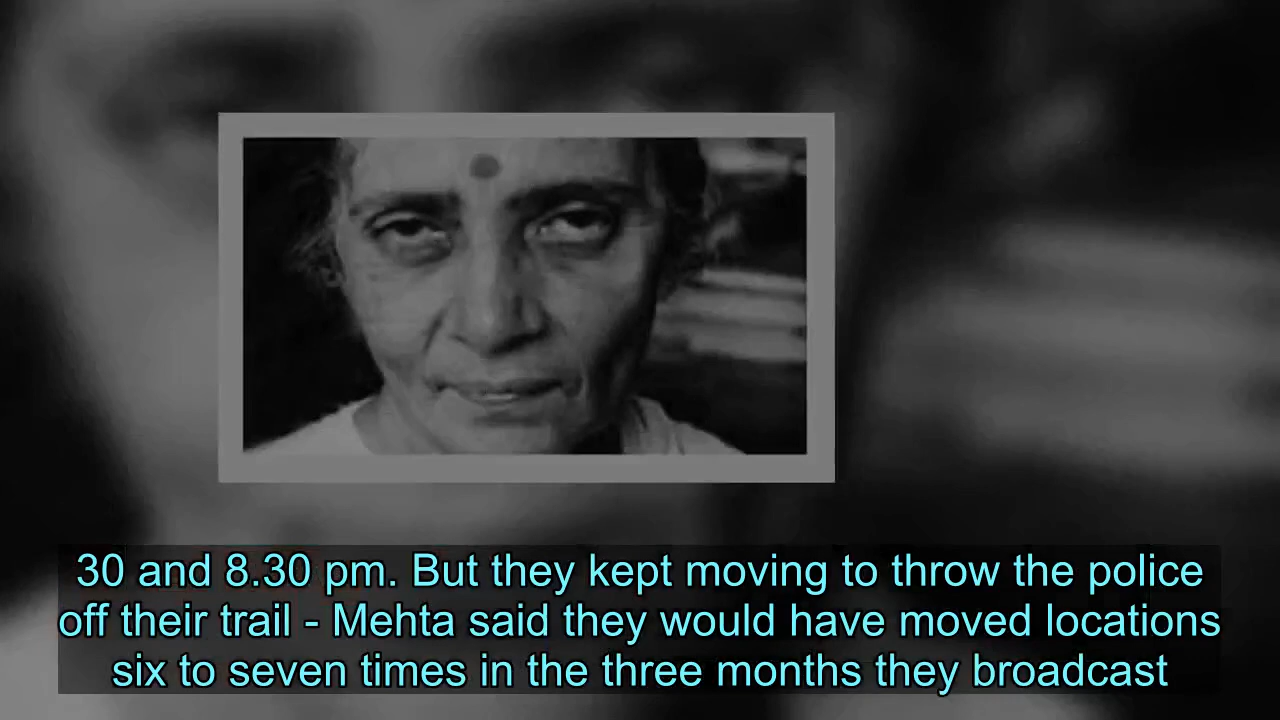 30 and 8.30 pm. But they kept moving to throw the police
off their trail - Mehta said they would have moved locations
six to seven times in the three months they broadcast